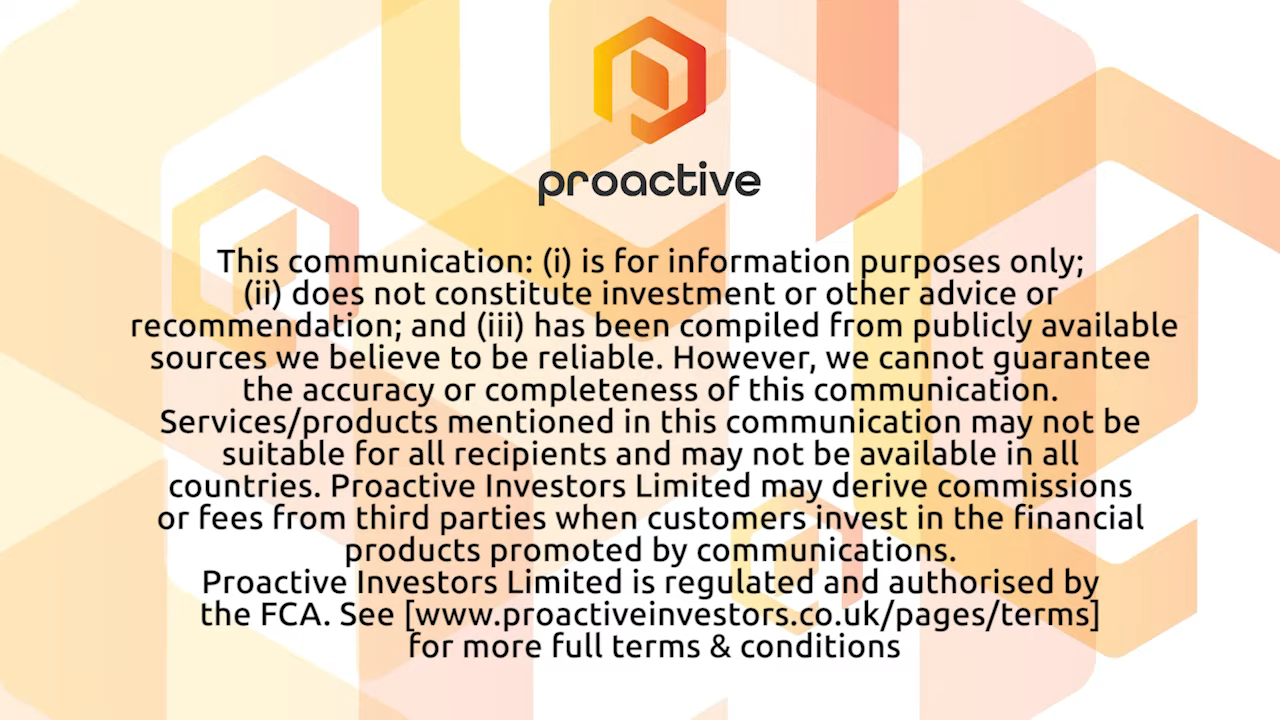 proactive
This communication: (i) is for information purposes only;
(ii) does not constitute investment or other advice or
recommendation; and (iii) has been compiled from publicly available
sources we believe to be reliable. However, we cannot guarantee
the accuracy or completeness of this communication.
Services/products mentioned in this communication may not be
suitable for all recipients and may not be available in all
countries. Proactive Investors Limited may derive commissions
or fees from third parties when customers invest in the financial
products promoted by communications.
Proactive Investors Limited is regulated and authorised by
the FCA. See [www.proactiveinvestors.co.uk/pages/terms]
for more full terms & conditions